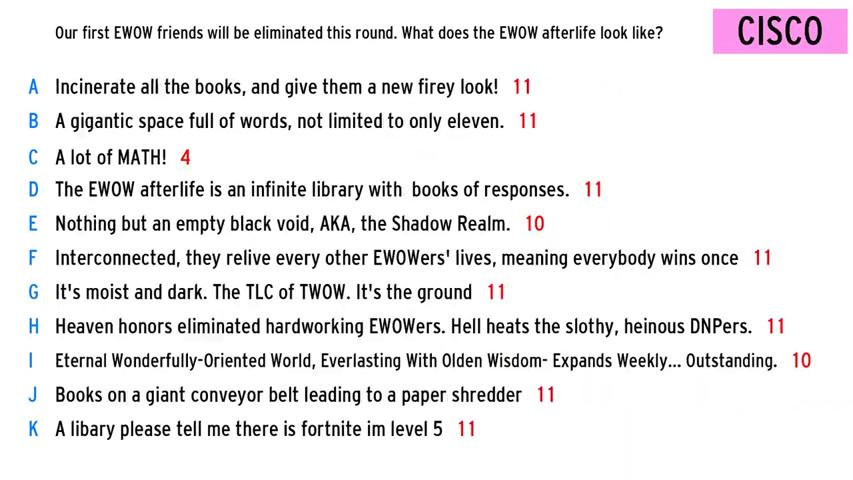 Our first EWOW friends will be eliminated this round. What does the EWOW afterlife look like?
CISCO
A Incinerate all the books, and give them a new firey look! 11
B A gigantic space full of words, not limited to only eleven. 11
C A lot of MATH! 4
D The EWOW afterlife is an infinite library with books of responses. 11
E Nothing but an empty black void, AKA, the Shadow Realm. 10
F Interconnected, they relive every other EWOWers' lives, meaning everybody wins once 11
G It's moist and dark. The TLC of TWOW. It's the ground 11
H Heaven honors eliminated hardworking EWOWers. Hell heats the slothy, heinous DNPers. 11
I Eternal Wonderfully-Oriented World, Everlasting With Olden Wisdom- Expands Weekly... Outstanding. 10
J Books on a giant conveyor belt leading to a paper shredder 11
K A libary please tell me there is fortnite im level 5 11